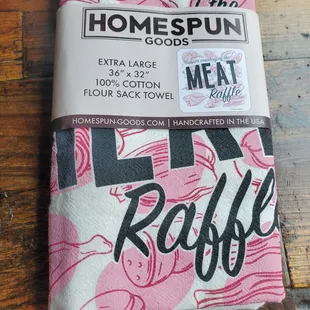 the
HOMESPUN
GOODS
EXTRA LARGE
36" x 32"
100% COTTON
FLOUR SACK TOWEL
MEAT
Raffle
HOMESPUN-GOODS.COM | HANDCRAFTED IN THE USA
Raffle